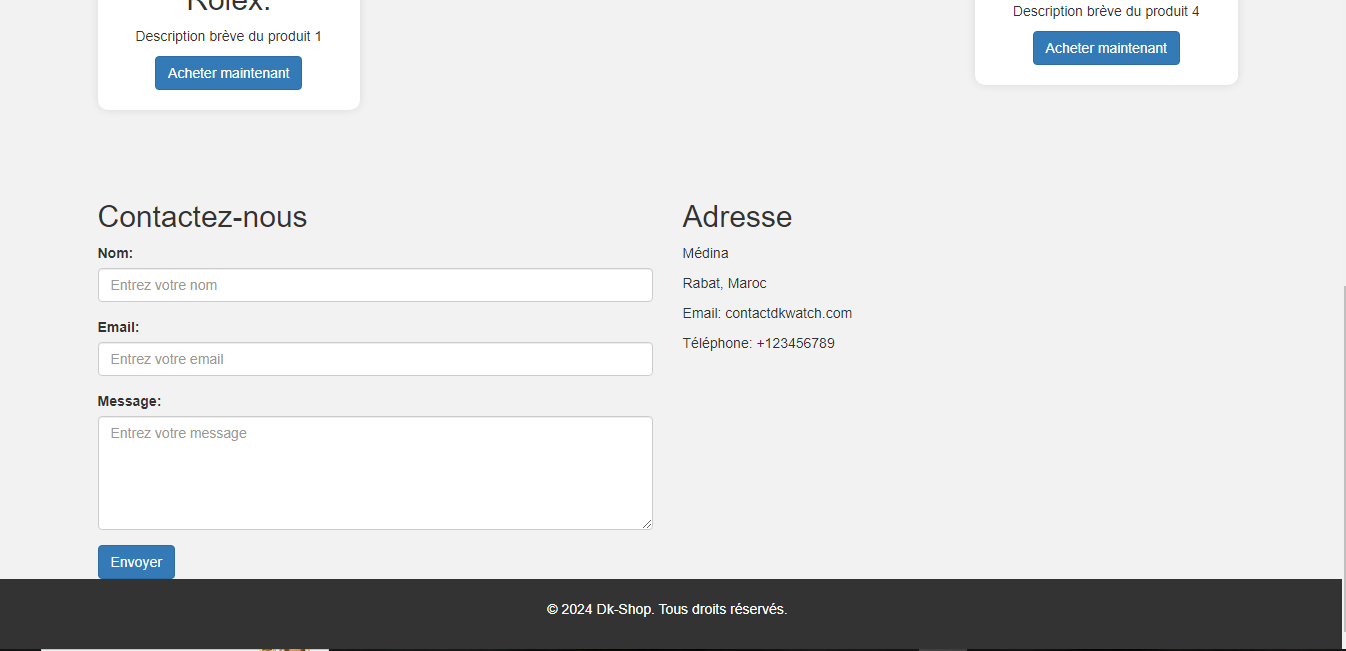 Rolex.
Description brève du produit 1
Acheter maintenant
Description brève du produit 4
Acheter maintenant
Contactez-nous
Nom:
Entrez votre nom
Email:
Entrez votre email
Message:
Entrez votre message
Envoyer
Adresse
Médina
Rabat, Maroc
Email: contactdkwatch.com
Téléphone: +123456789
© 2024 Dk-Shop. Tous droits réservés.